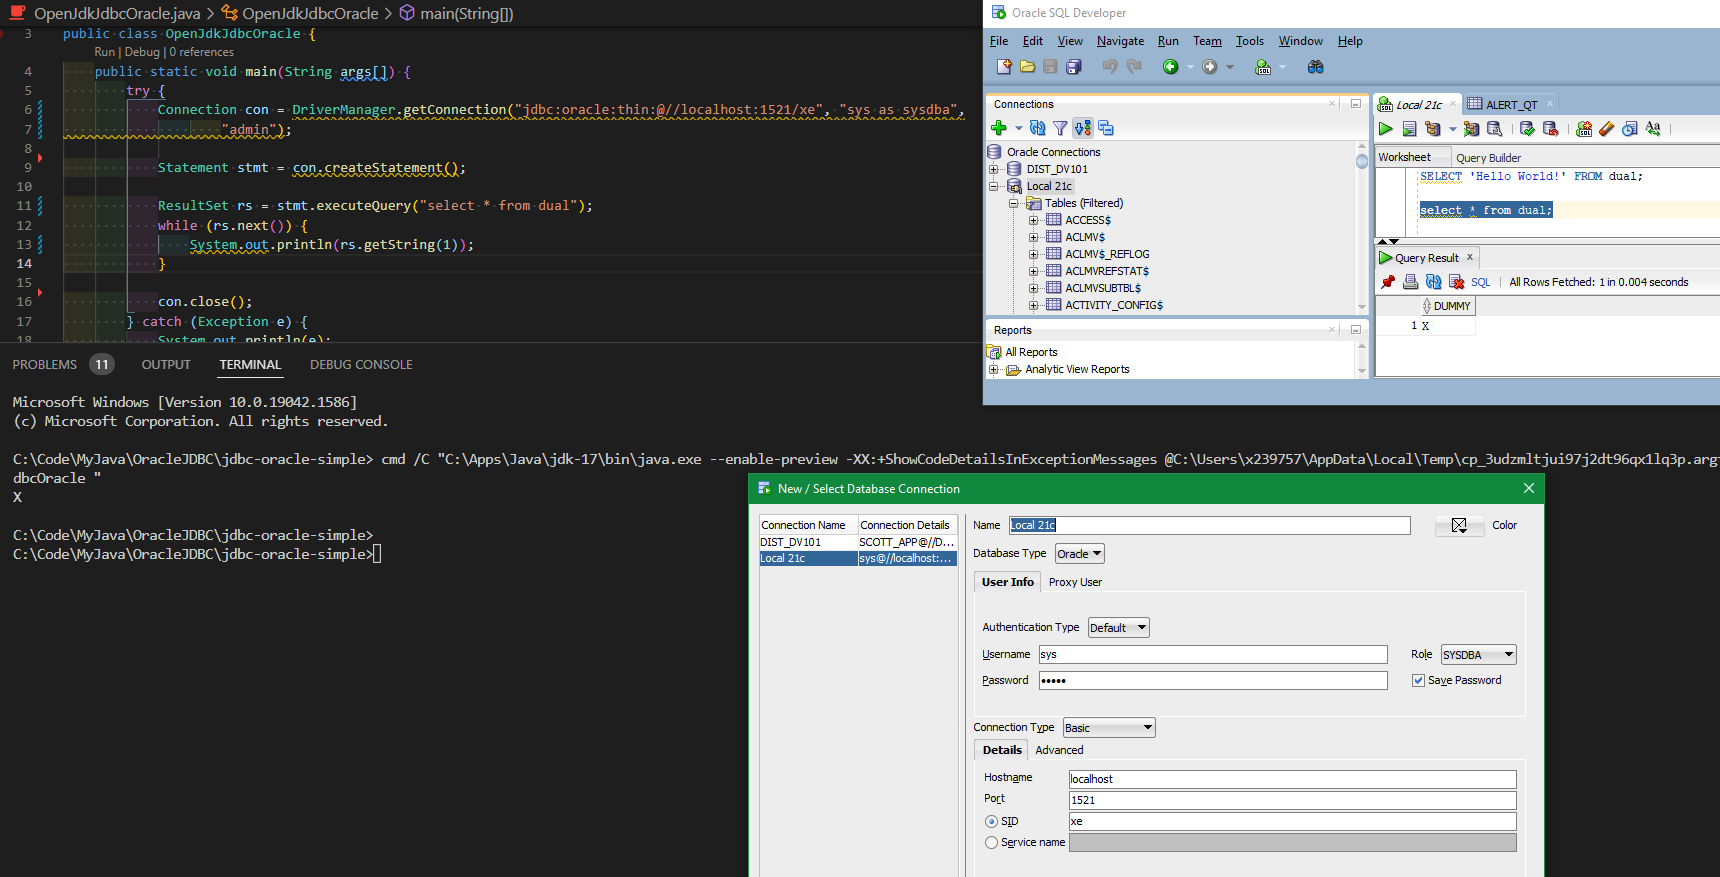 OpenJdkJdbcOracle.java > OpenJdkJdbcOracle > main(String[])
3 public class OpenJdkJdbcOracle {
Run | Debug | 0 references
4 public static void main(String args[]) {
5 try {
6 Connection con = DriverManager.getConnection("jdbc:oracle:thin:@//localhost:1521/xe", "sys as sysdba",
7 "admin");
8
9 Statement stmt = con.createStatement();
10
11 ResultSet rs = stmt.executeQuery("select * from dual");
12 while (rs.next()) {
13 System.out.println(rs.getString(1));
14 }
15
16 con.close();
17 } catch (Exception e) {
18 System.out.println(e);
PROBLEMS 11 OUTPUT TERMINAL DEBUG CONSOLE
Microsoft Windows [Version 10.0.19042.1586]
(c) Microsoft Corporation. All rights reserved.
C:\Code\MyJava\OracleJDBC\jdbc-oracle-simple> cmd /C "C:\Apps\Java\jdk-17\bin\java.exe --enable-preview -XX:+ShowCodeDetailsInExceptionMessages @C:\Users\x239757\AppData\Local\Temp\cp_3udzmltjui97j2dt96qx1lq3p.argf
dbcOracle "
X
C:\Code\MyJava\OracleJDBC\jdbc-oracle-simple>
C:\Code\MyJava\OracleJDBC\jdbc-oracle-simple>
Oracle SQL Developer
File Edit View Navigate Run Team Tools Window Help
Connections
Oracle Connections
DIST_DV101
Local 21c
Tables (Filtered)
ACCESS$
ACLMV$
ACLMV$_REFLOG
ACLMVREFSTAT$
ACLMVSUBTBL$
ACTIVITY_CONFIG$
Reports
All Reports
Analytic View Reports
Local 21c ALERT_QT
Worksheet Query Builder
SELECT 'Hello World!' FROM dual;
select * from dual;
Query Result
SQL | All Rows Fetched: 1 in 0.004 seconds
DUMMY
1 X
New / Select Database Connection
Connection Name Connection Details
DIST_DV101 SCOTT_APP@//D...
Local 21c sys@//localhost:...
Name Local 21c Color
Database Type Oracle
User Info Proxy User
Authentication Type Default
Username sys Role SYSDBA
Password ••••• Save Password
Connection Type Basic
Details Advanced
Hostname localhost
Port 1521
SID xe
Service name